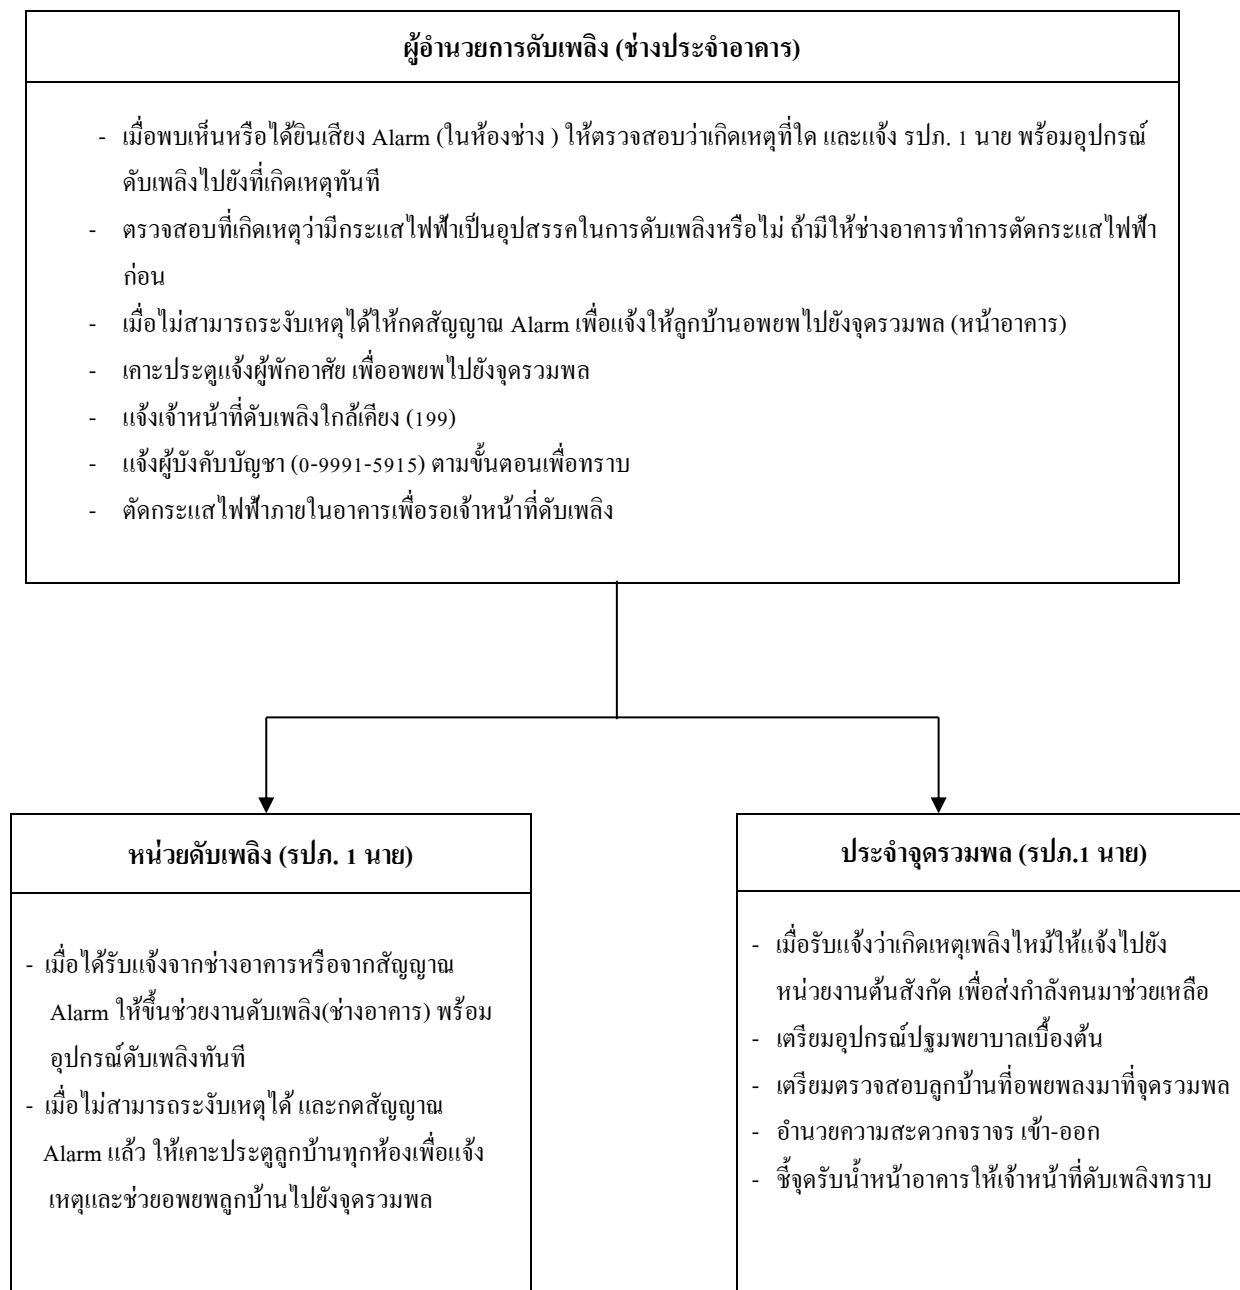 ผู้อำนวยการดับเพลิง (ช่างประจำอาคาร)
- เมื่อพบเห็นหรือได้ยินเสียง Alarm (ในห้องช่าง ) ให้ตรวจสอบว่าเกิดเหตุที่ใด และแจ้ง รปภ. 1 นาย พร้อมอุปกรณ์
ดับเพลิงไปยังที่เกิดเหตุทันที
- ตรวจสอบที่เกิดเหตุว่ามีกระแสไฟฟ้าเป็นอุปสรรคในการดับเพลิงหรือไม่ ถ้ามีให้ช่างอาคารทำการตัดกระแสไฟฟ้า
ก่อน
- เมื่อไม่สามารถระงับเหตุได้ให้กดสัญญาณ Alarm เพื่อแจ้งให้ลูกบ้านอพยพไปยังจุดรวมพล (หน้าอาคาร)
- เคาะประตูแจ้งผู้พักอาศัย เพื่ออพยพไปยังจุดรวมพล
- แจ้งเจ้าหน้าที่ดับเพลิงใกล้เคียง (199)
- แจ้งผู้บังคับบัญชา (0-9991-5915) ตามขั้นตอนเพื่อทราบ
- ตัดกระแสไฟฟ้าภายในอาคารเพื่อรอเจ้าหน้าที่ดับเพลิง
หน่วยดับเพลิง (รปภ. 1 นาย)
- เมื่อได้รับแจ้งจากช่างอาคารหรือจากสัญญาณ
Alarm ให้ขึ้นช่วยงานดับเพลิง(ช่างอาคาร) พร้อม
อุปกรณ์ดับเพลิงทันที
- เมื่อไม่สามารถระงับเหตุได้ และกดสัญญาณ
Alarm แล้ว ให้เคาะประตูลูกบ้านทุกห้องเพื่อแจ้ง
เหตุและช่วยอพยพลูกบ้านไปยังจุดรวมพล
ประจำจุดรวมพล (รปภ.1 นาย)
- เมื่อรับแจ้งว่าเกิดเหตุเพลิงไหม้ให้แจ้งไปยัง
หน่วยงานต้นสังกัด เพื่อส่งกำลังคนมาช่วยเหลือ
- เตรียมอุปกรณ์ปฐมพยาบาลเบื้องต้น
- เตรียมตรวจสอบลูกบ้านที่อพยพลงมาที่จุดรวมพล
- อำนวยความสะดวกจราจร เข้า-ออก
- ชี้จุดรับน้ำหน้าอาคารให้เจ้าหน้าที่ดับเพลิงทราบ